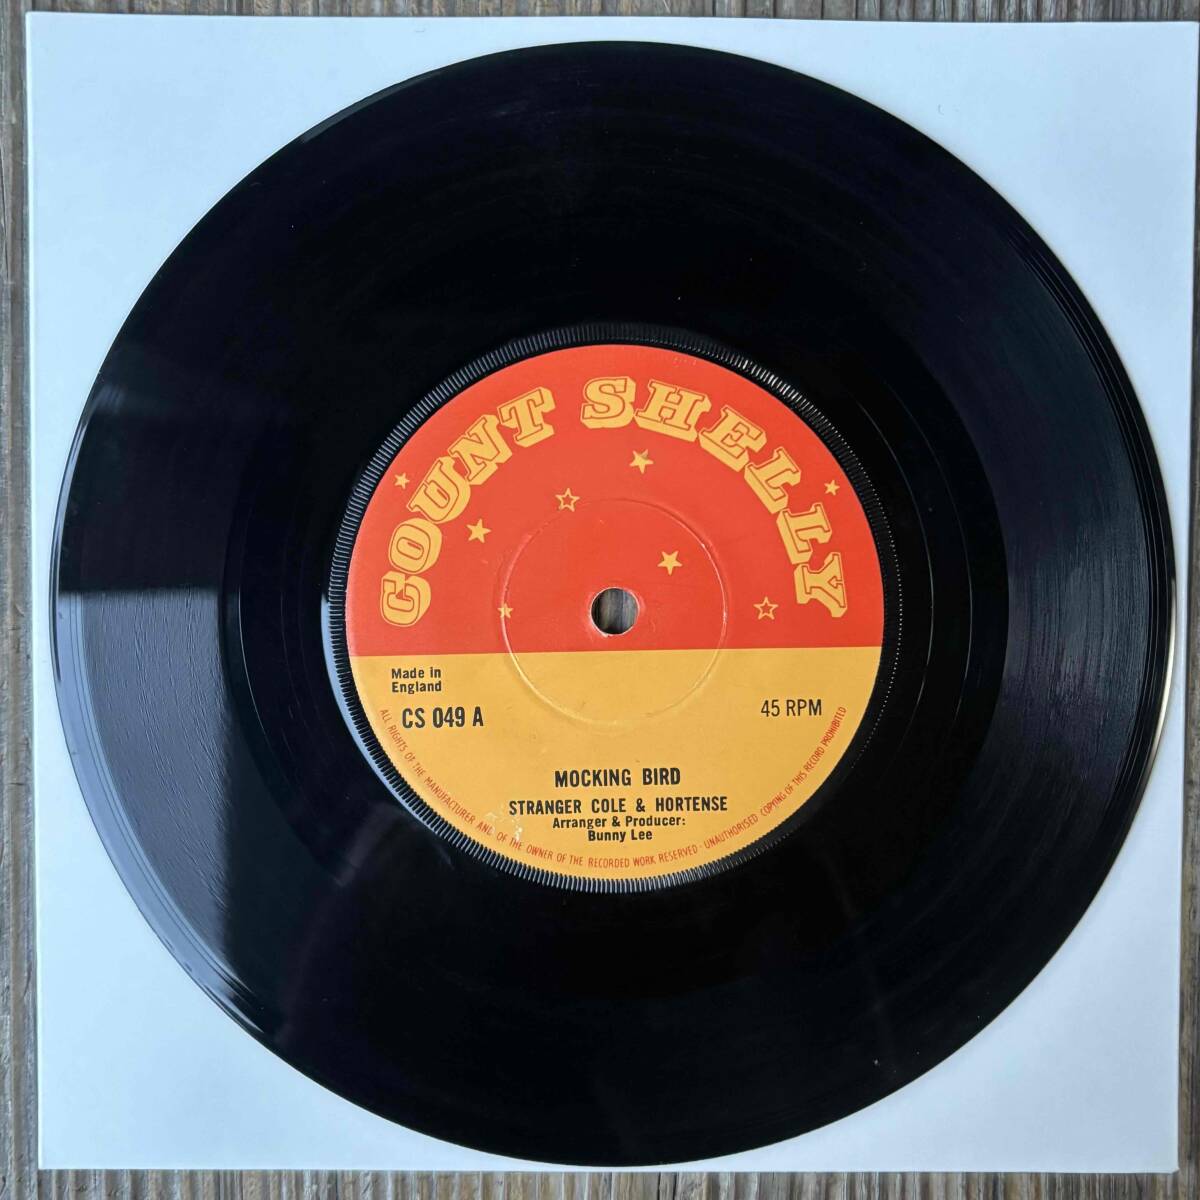 COUNT SHELLY
Made in
England
CS 049 A
45 RPM
MOCKING BIRD
STRANGER COLE & HORTENSE
Arranger & Producer:
Bunny Lee
ALL RIGHTS OF THE MANUFACTURER AND OF THE OWNER OF THE RECORDED WORK RESERVED - UNAUTHORISED COPYING OF THIS RECORD PROHIBITED